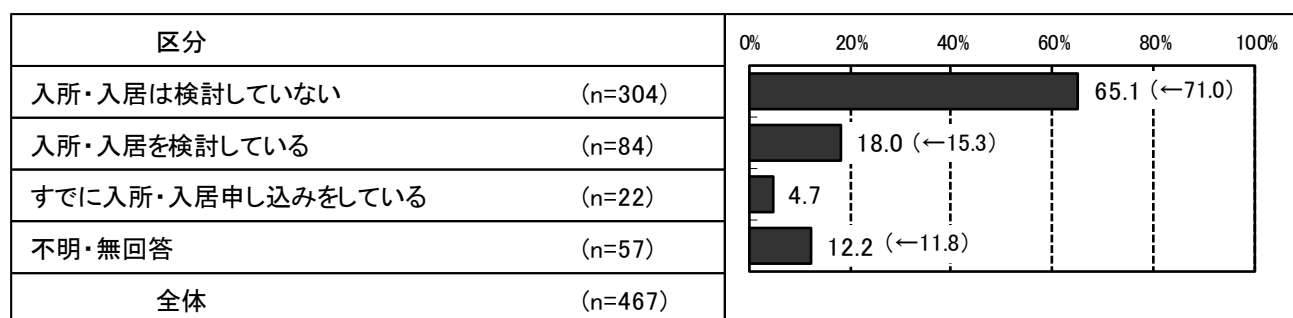 区分
0% 20% 40% 60% 80% 100%
入所・入居は検討していない (n=304) 65.1 (←71.0)
入所・入居を検討している (n=84) 18.0 (←15.3)
すでに入所・入居申し込みをしている (n=22) 4.7
不明・無回答 (n=57) 12.2 (←11.8)
全体 (n=467)